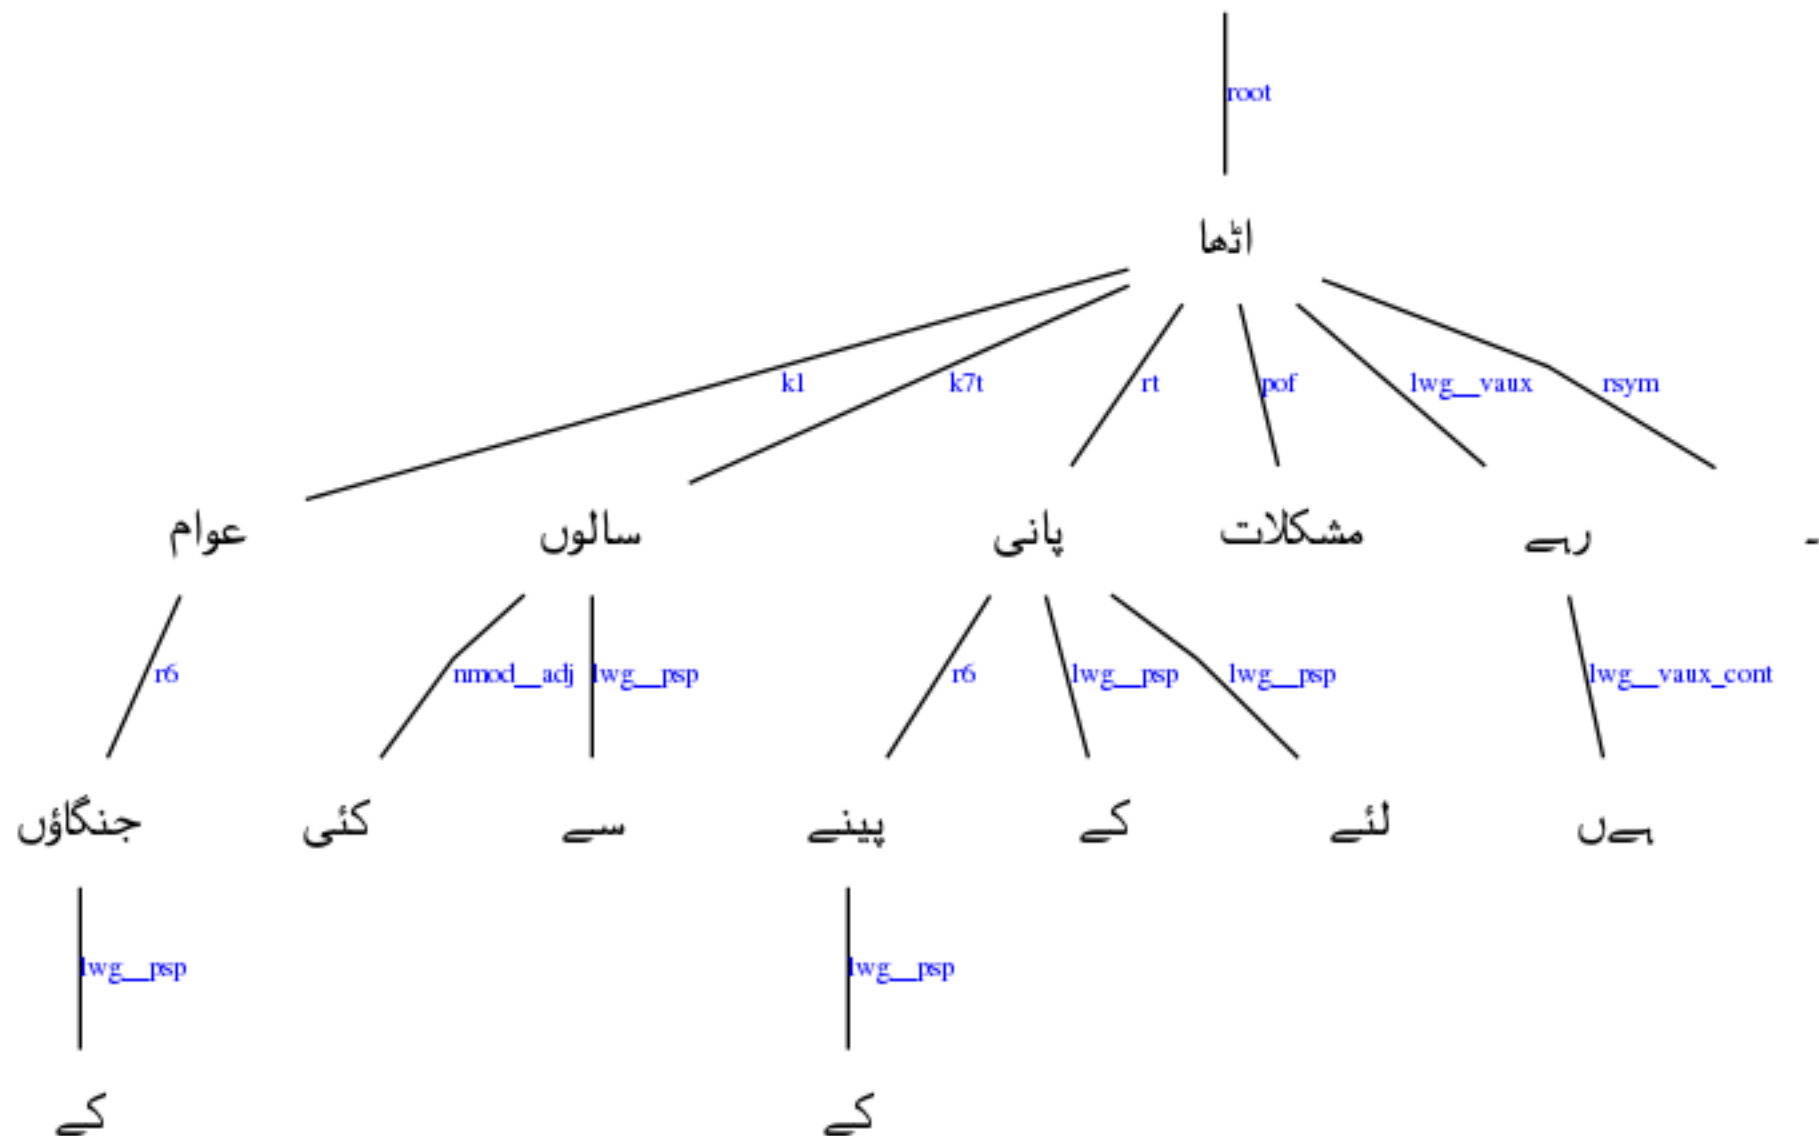 root
اٹھا
k1 k7t rt pof lwg__vaux rsym
عوام سالوں پانی مشکلات رہے ۔
r6 nmod__adj lwg__psp r6 lwg__psp lwg__psp lwg__vaux_cont
جنگاؤں کئی سے پینے کے لئے ہےں
lwg__psp lwg__psp
کے کے